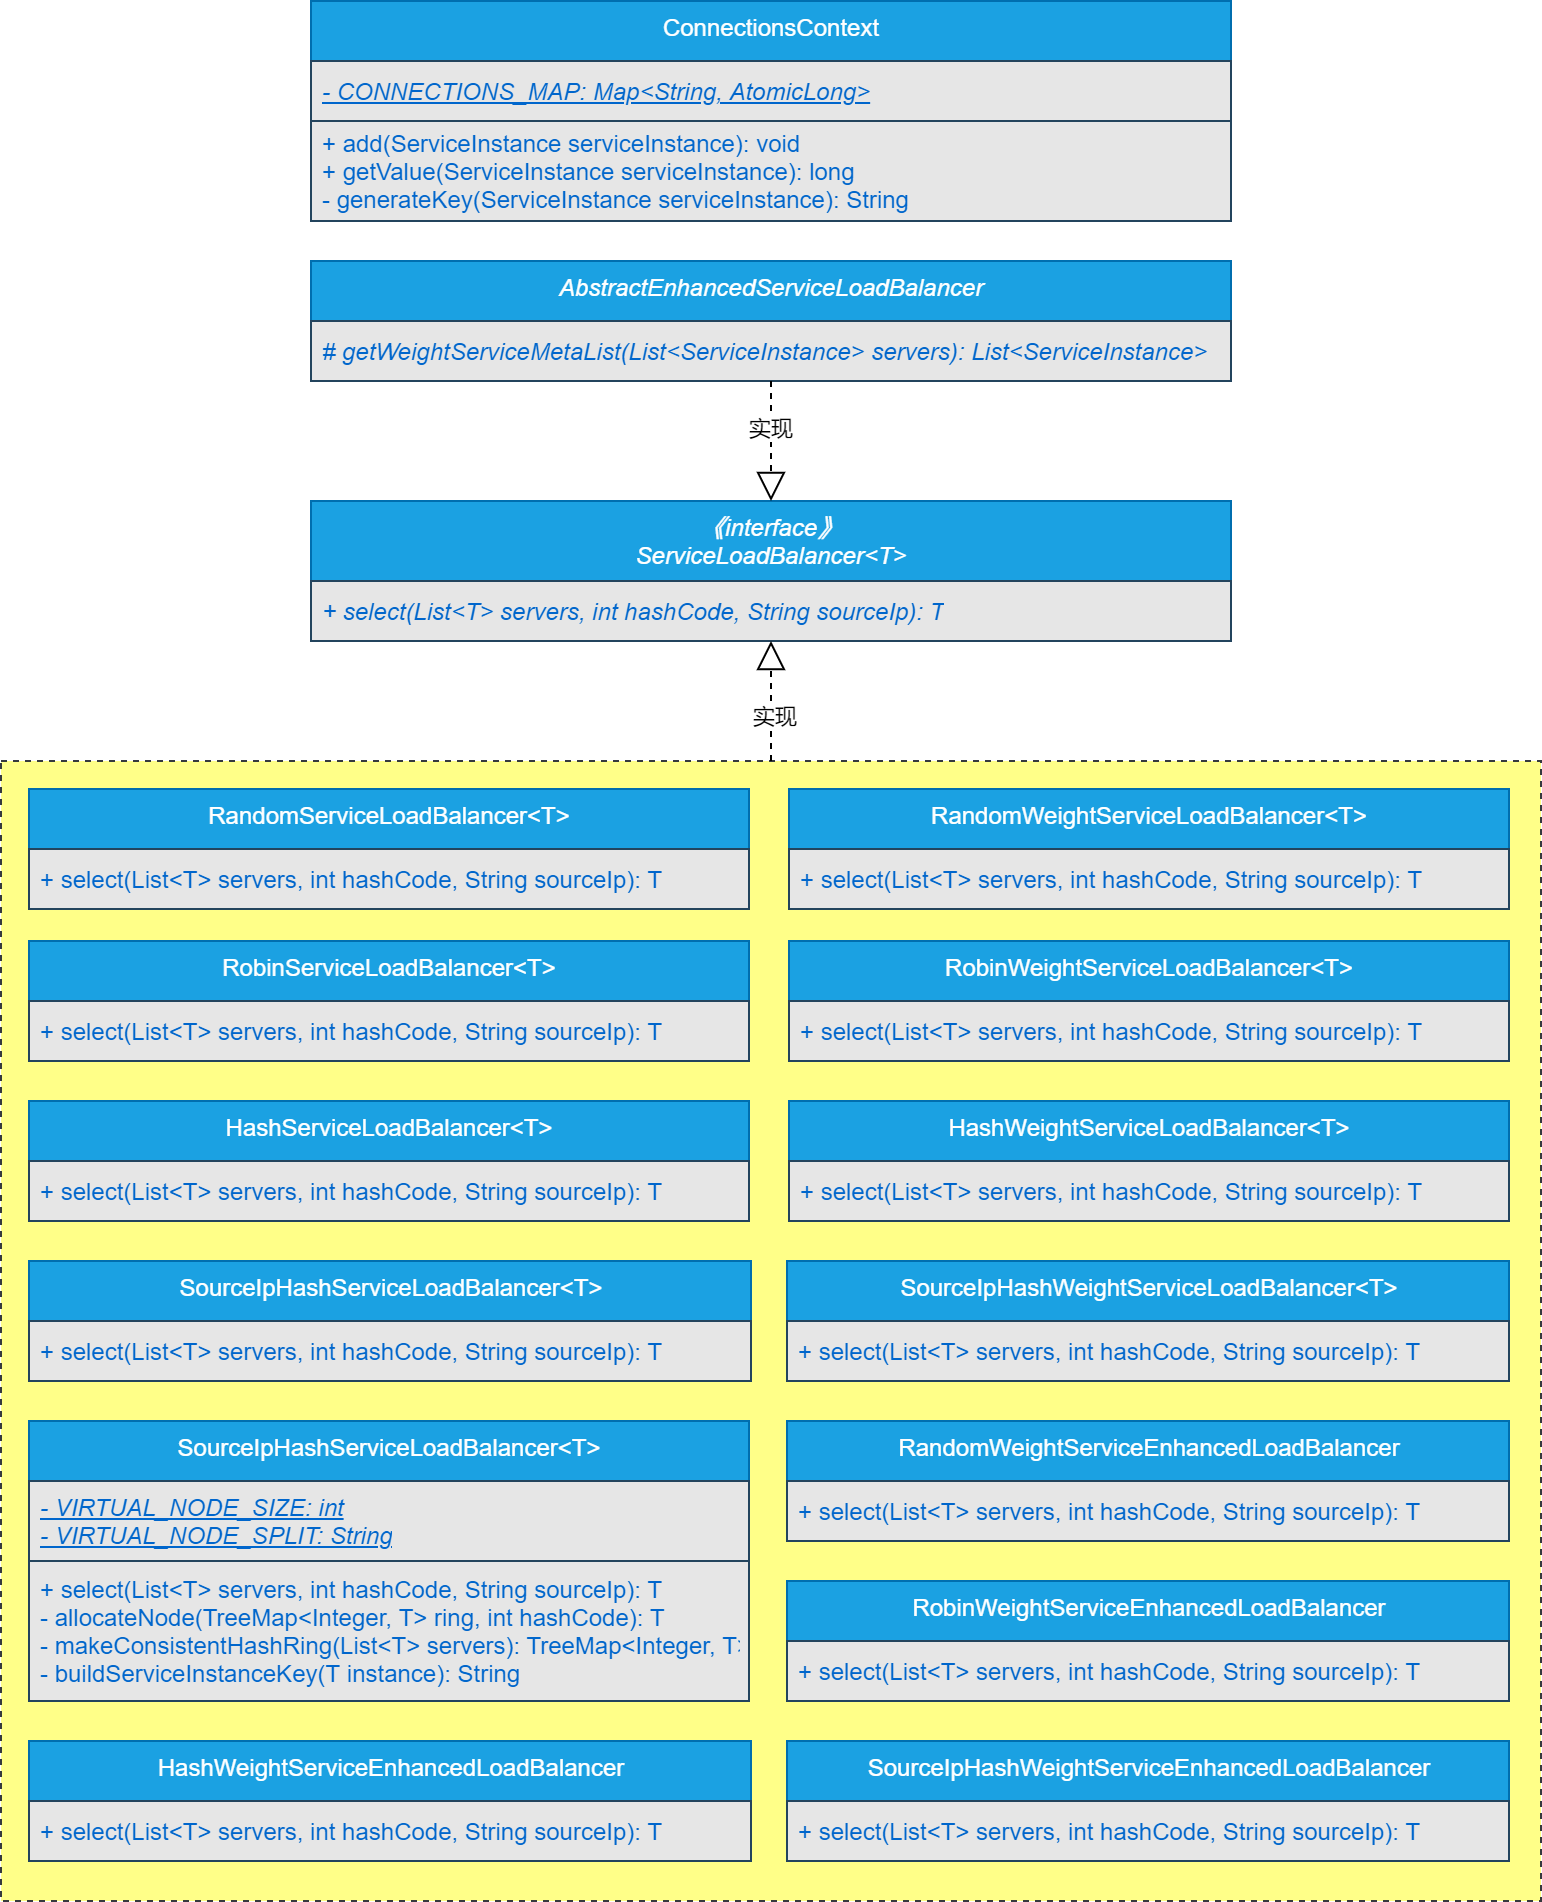 ConnectionsContext
- CONNECTIONS_MAP: Map<String, AtomicLong>
+ add(ServiceInstance serviceInstance): void
+ getValue(ServiceInstance serviceInstance): long
- generateKey(ServiceInstance serviceInstance): String
AbstractEnhancedServiceLoadBalancer
# getWeightServiceMetaList(List<ServiceInstance> servers): List<ServiceInstance>
实现
《interface》
ServiceLoadBalancer<T>
+ select(List<T> servers, int hashCode, String sourceIp): T
实现
RandomServiceLoadBalancer<T>
+ select(List<T> servers, int hashCode, String sourceIp): T
RandomWeightServiceLoadBalancer<T>
+ select(List<T> servers, int hashCode, String sourceIp): T
RobinServiceLoadBalancer<T>
+ select(List<T> servers, int hashCode, String sourceIp): T
RobinWeightServiceLoadBalancer<T>
+ select(List<T> servers, int hashCode, String sourceIp): T
HashServiceLoadBalancer<T>
+ select(List<T> servers, int hashCode, String sourceIp): T
HashWeightServiceLoadBalancer<T>
+ select(List<T> servers, int hashCode, String sourceIp): T
SourceIpHashServiceLoadBalancer<T>
+ select(List<T> servers, int hashCode, String sourceIp): T
SourceIpHashWeightServiceLoadBalancer<T>
+ select(List<T> servers, int hashCode, String sourceIp): T
SourceIpHashServiceLoadBalancer<T>
- VIRTUAL_NODE_SIZE: int
- VIRTUAL_NODE_SPLIT: String
+ select(List<T> servers, int hashCode, String sourceIp): T
- allocateNode(TreeMap<Integer, T> ring, int hashCode): T
- makeConsistentHashRing(List<T> servers): TreeMap<Integer, T>
- buildServiceInstanceKey(T instance): String
RandomWeightServiceEnhancedLoadBalancer
+ select(List<T> servers, int hashCode, String sourceIp): T
RobinWeightServiceEnhancedLoadBalancer
+ select(List<T> servers, int hashCode, String sourceIp): T
HashWeightServiceEnhancedLoadBalancer
+ select(List<T> servers, int hashCode, String sourceIp): T
SourceIpHashWeightServiceEnhancedLoadBalancer
+ select(List<T> servers, int hashCode, String sourceIp): T